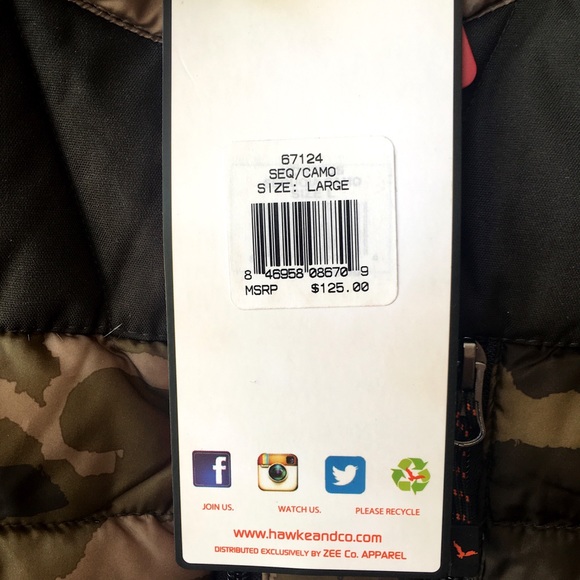 67124
SEQ/CAMO
SIZE: LARGE
8 46958 08670 9
MSRP $125.00
f
JOIN US. WATCH US. PLEASE RECYCLE
www.hawkeandco.com
DISTRIBUTED EXCLUSIVELY BY ZEE Co. APPAREL